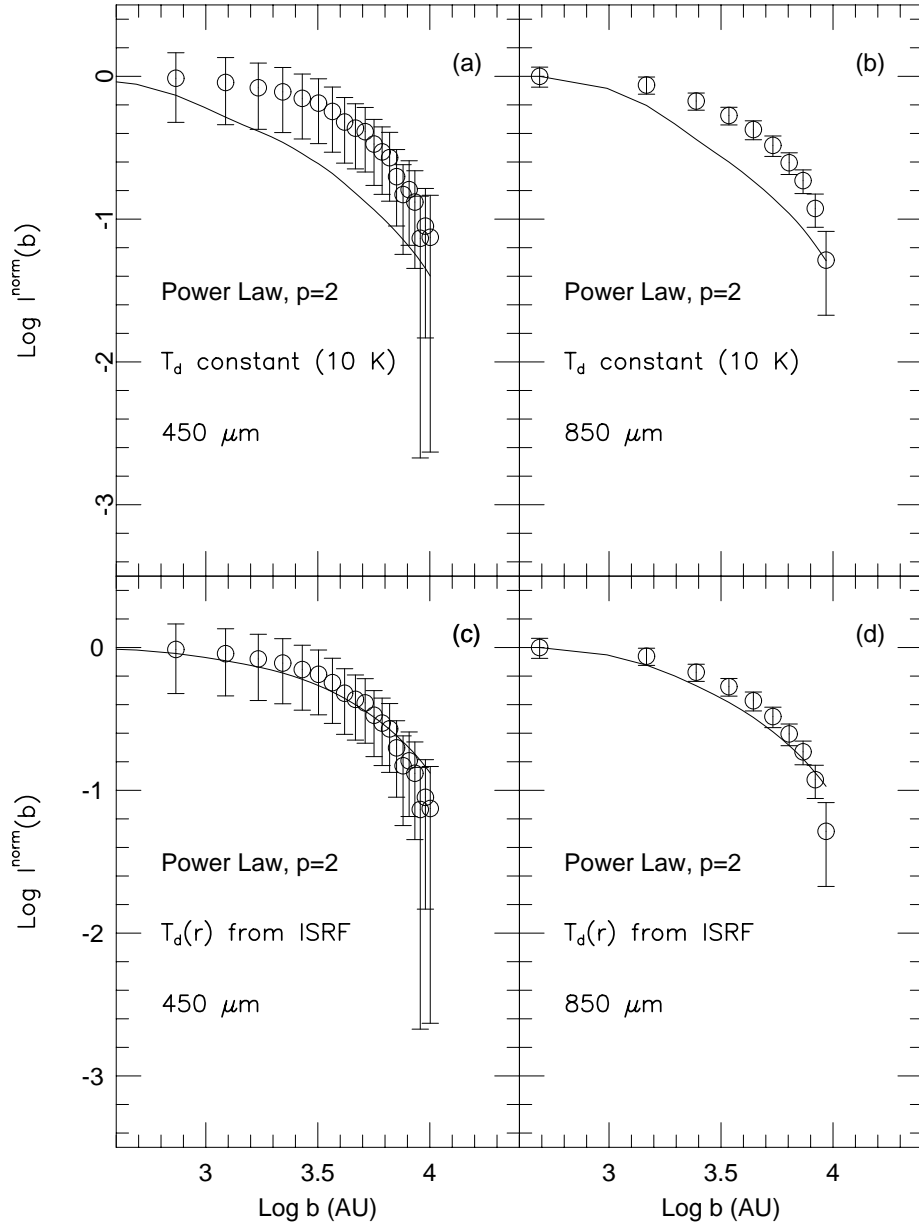 (a)
0
-1
-2
-3
Log I^norm(b)
Power Law, p=2
T_d constant (10 K)
450 μm
(b)
Power Law, p=2
T_d constant (10 K)
850 μm
(c)
0
-1
-2
-3
Log I^norm(b)
Power Law, p=2
T_d(r) from ISRF
450 μm
3
3.5
4
Log b (AU)
(d)
Power Law, p=2
T_d(r) from ISRF
850 μm
3
3.5
4
Log b (AU)